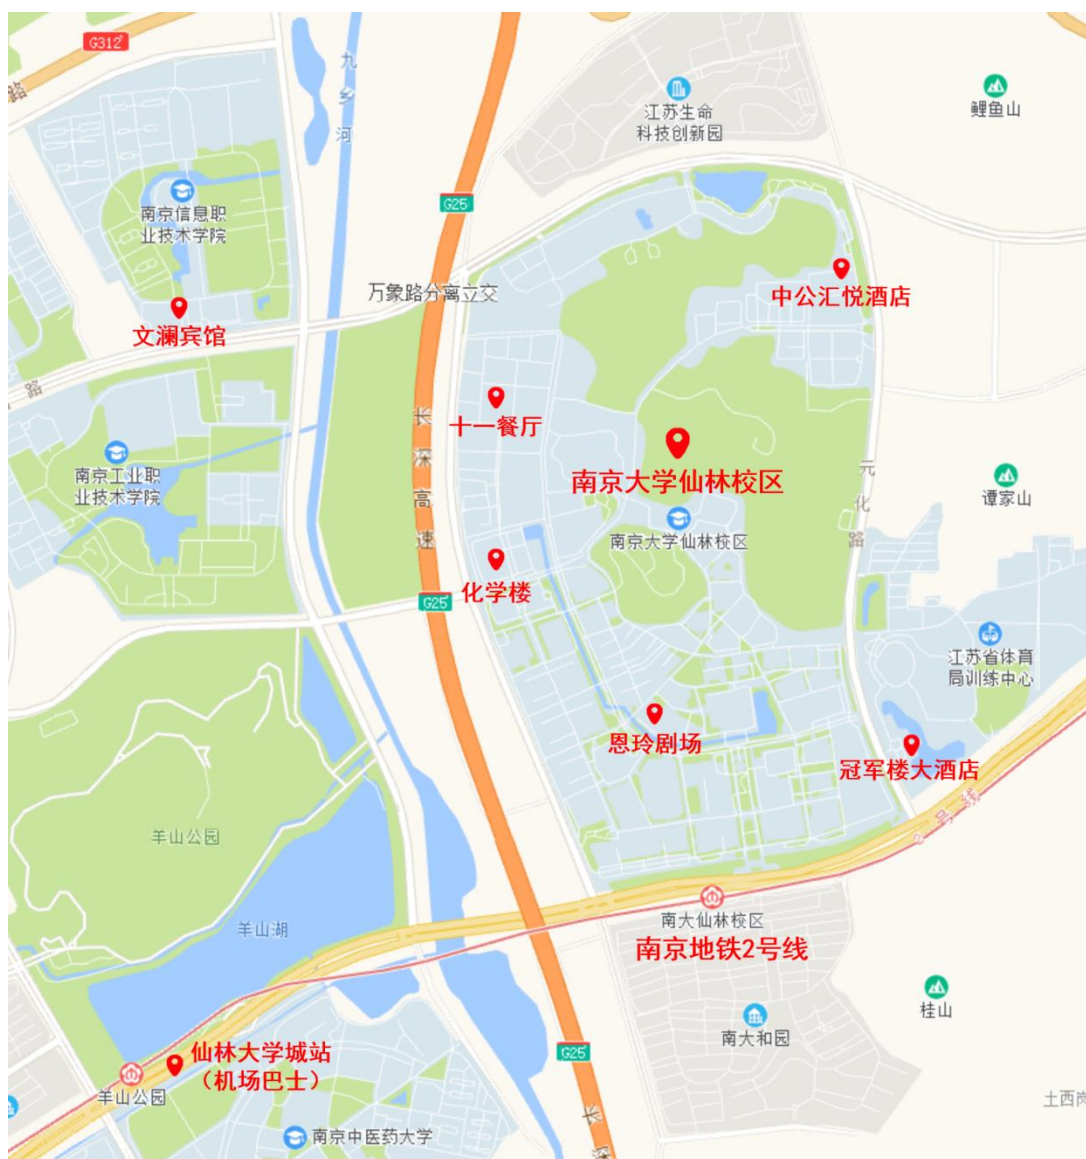 G312
路
九
乡
河
江苏生命
科技创新园
鲤鱼山
南京信息职
业技术学院
G25
文澜宾馆
万象路分离立交
中公汇悦酒店
路
十一餐厅
长
深
高
速
南京大学仙林校区
南京大学仙林校区
元
化
路
谭家山
南京工业职
业技术学院
化学楼
G25
江苏省体育
局训练中心
恩玲剧场
冠军楼大酒店
2
号
线
羊山公园
羊山湖
南大仙林校区
南京地铁2号线
桂山
南大和园
G25
仙林大学城站
（机场巴士）
羊山公园
土西岗
长
南京中医药大学